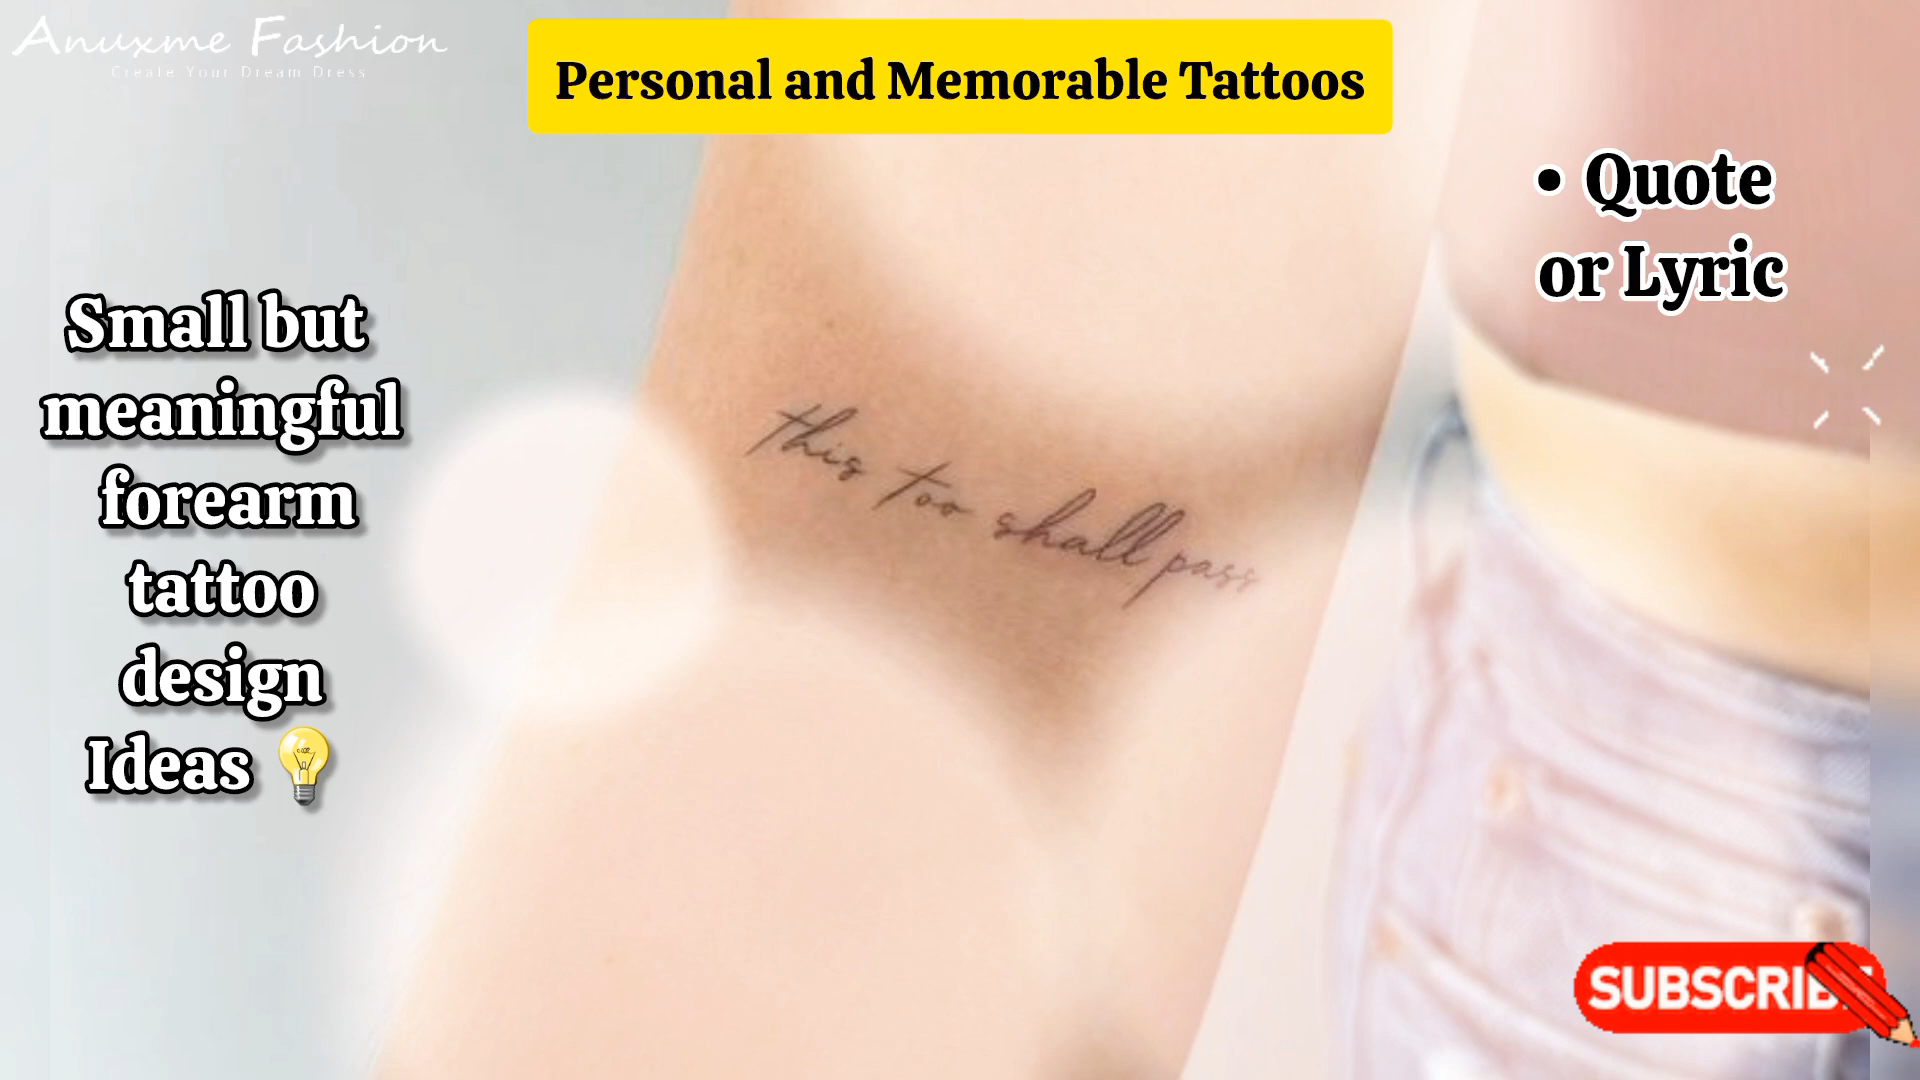 Anuxme Fashion
Create Your Dream Dress
Personal and Memorable Tattoos
• Quote
or Lyric
Small but
meaningful
forearm
tattoo
design
Ideas 💡
this too shall pass
SUBSCRIBE